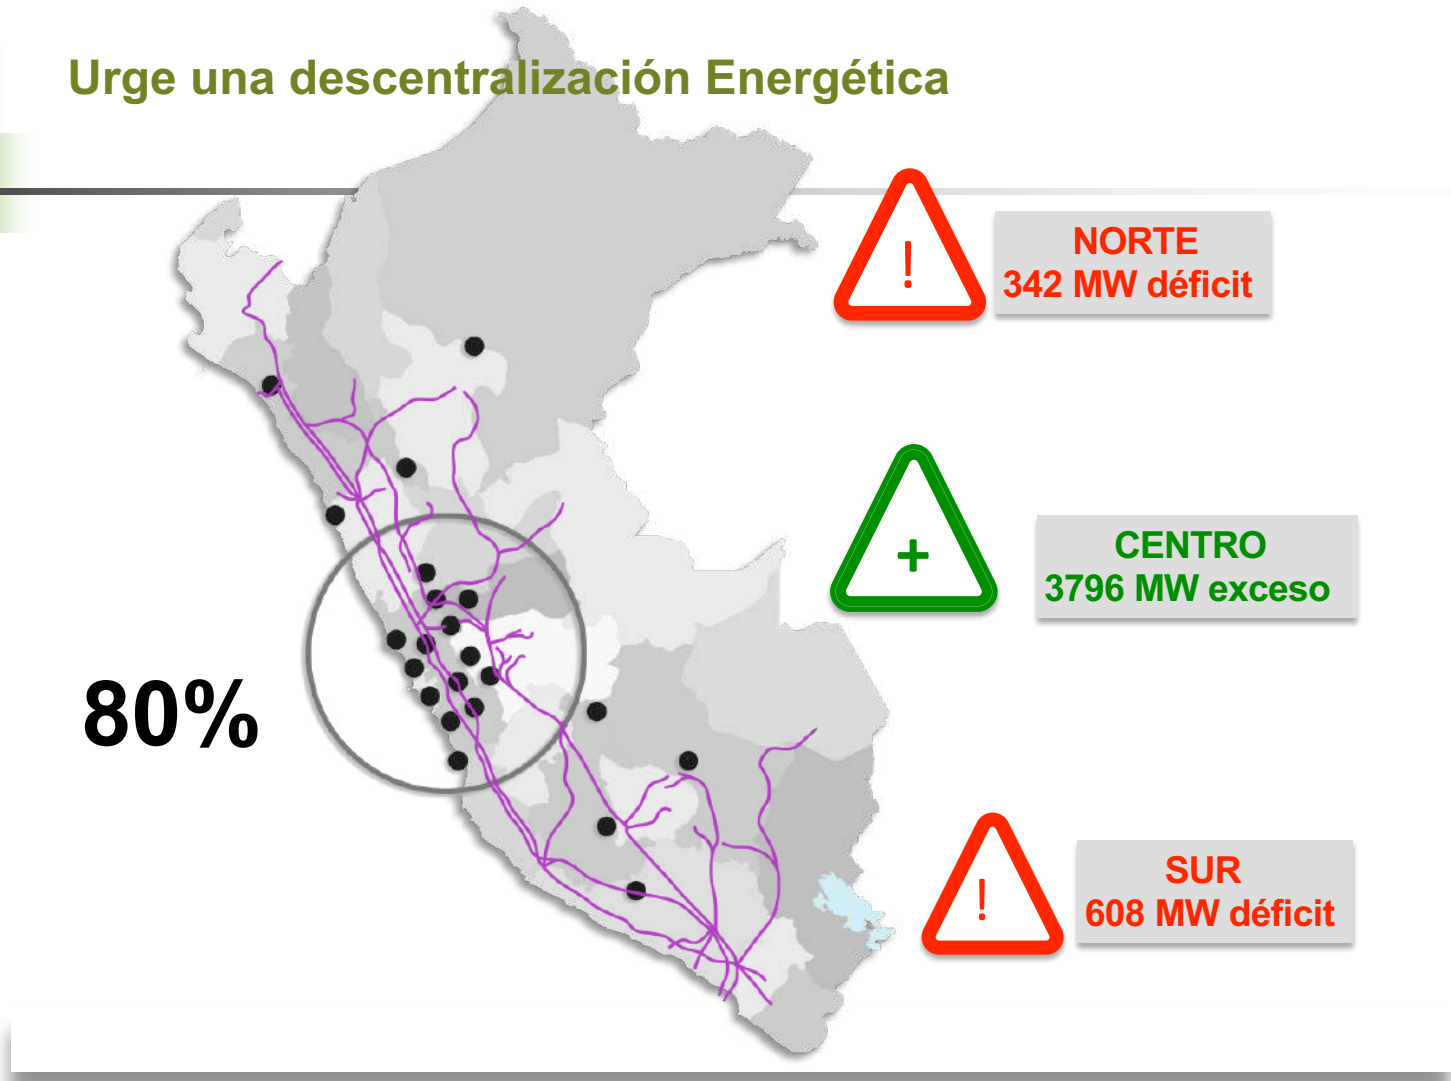 Urge una descentralización Energética
!
NORTE
342 MW déficit
+
CENTRO
3796 MW exceso
80%
!
SUR
608 MW déficit